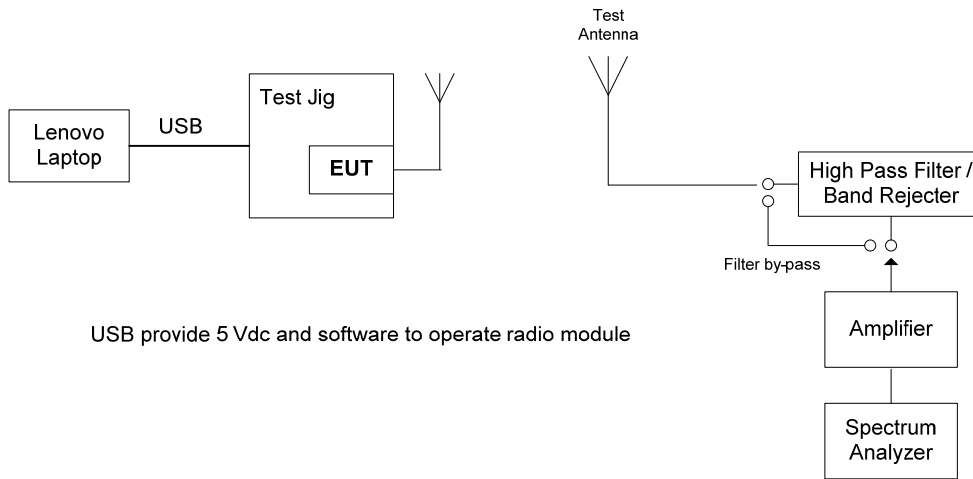 Test
Antenna
Test Jig
USB
Lenovo
Laptop
EUT
High Pass Filter /
Band Rejecter
Filter by-pass
USB provide 5 Vdc and software to operate radio module
Amplifier
Spectrum
Analyzer